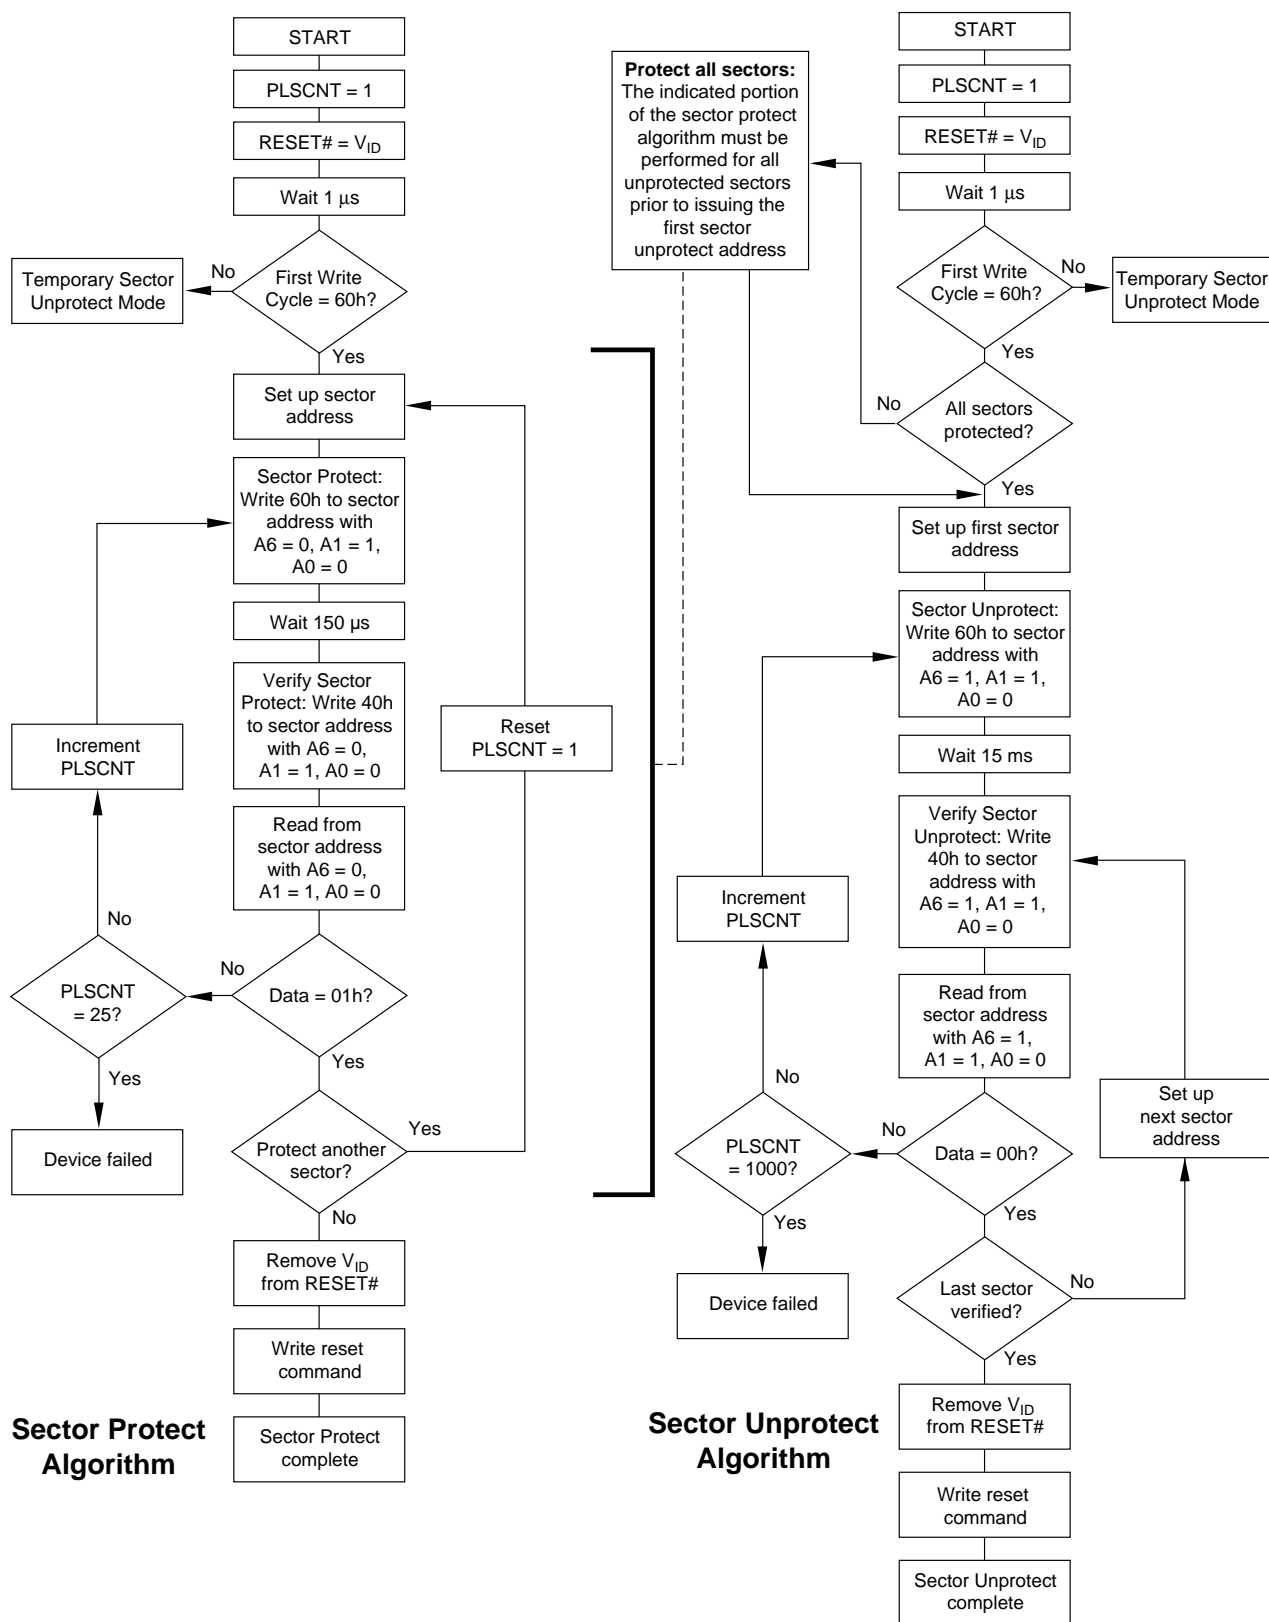 START
PLSCNT = 1
RESET# = VID
Wait 1 μs
First Write
Cycle = 60h?
No
Temporary Sector
Unprotect Mode
Yes
Set up sector
address
Sector Protect:
Write 60h to sector
address with
A6 = 0, A1 = 1,
A0 = 0
Wait 150 µs
Verify Sector
Protect: Write 40h
to sector address
with A6 = 0,
A1 = 1, A0 = 0
Reset
PLSCNT = 1
Increment
PLSCNT
Read from
sector address
with A6 = 0,
A1 = 1, A0 = 0
No
No
PLSCNT
= 25?
Data = 01h?
Yes
Yes
Device failed
Protect another
sector?
Yes
No
Remove VID
from RESET#
Write reset
command
Sector Protect
complete
Sector Protect
Algorithm
Protect all sectors:
The indicated portion
of the sector protect
algorithm must be
performed for all
unprotected sectors
prior to issuing the
first sector
unprotect address
START
PLSCNT = 1
RESET# = VID
Wait 1 μs
First Write
Cycle = 60h?
No
Temporary Sector
Unprotect Mode
Yes
No
All sectors
protected?
Yes
Set up first sector
address
Sector Unprotect:
Write 60h to sector
address with
A6 = 1, A1 = 1,
A0 = 0
Wait 15 ms
Verify Sector
Unprotect: Write
40h to sector
address with
A6 = 1, A1 = 1,
A0 = 0
Increment
PLSCNT
Read from
sector address
with A6 = 1,
A1 = 1, A0 = 0
No
No
PLSCNT
= 1000?
Data = 00h?
Set up
next sector
address
Yes
Yes
Device failed
Last sector
verified?
No
Yes
Remove VID
from RESET#
Write reset
command
Sector Unprotect
complete
Sector Unprotect
Algorithm